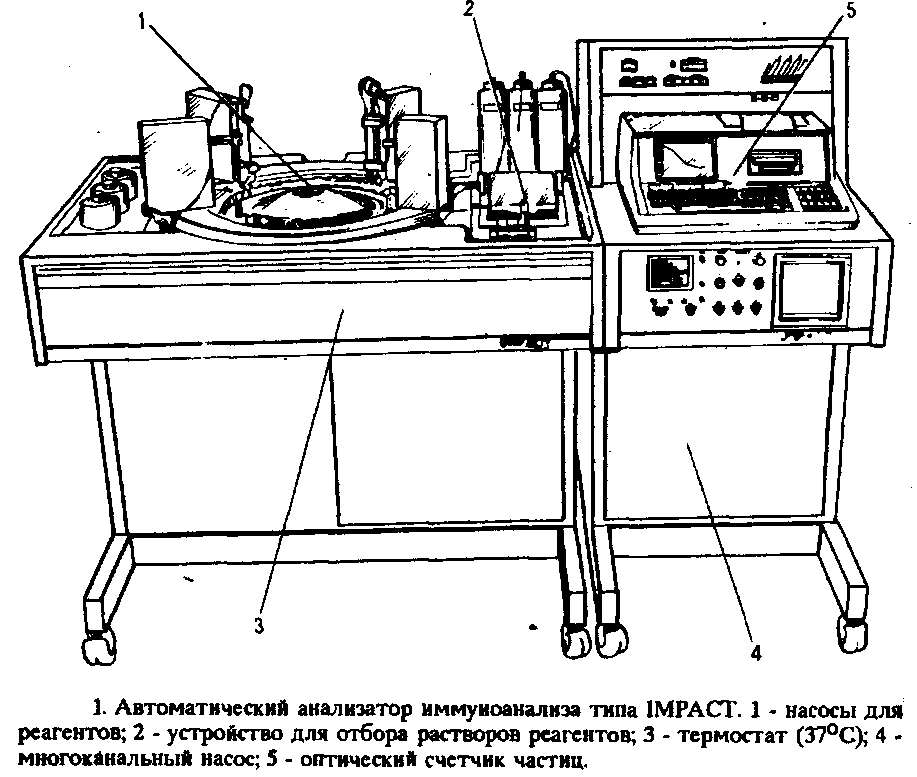 1
2
5
3
4
1. Автоматический анализатор иммуноанализа типа IMPACT. 1 - насосы для
реагентов; 2 - устройство для отбора растворов реагентов; 3 - термостат (37°C); 4 -
многоканальный насос; 5 - оптический счетчик частиц.